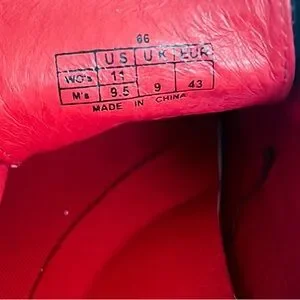 66
US UK EUR
WO's 11
M's 9.5 9 43
MADE IN CHINA